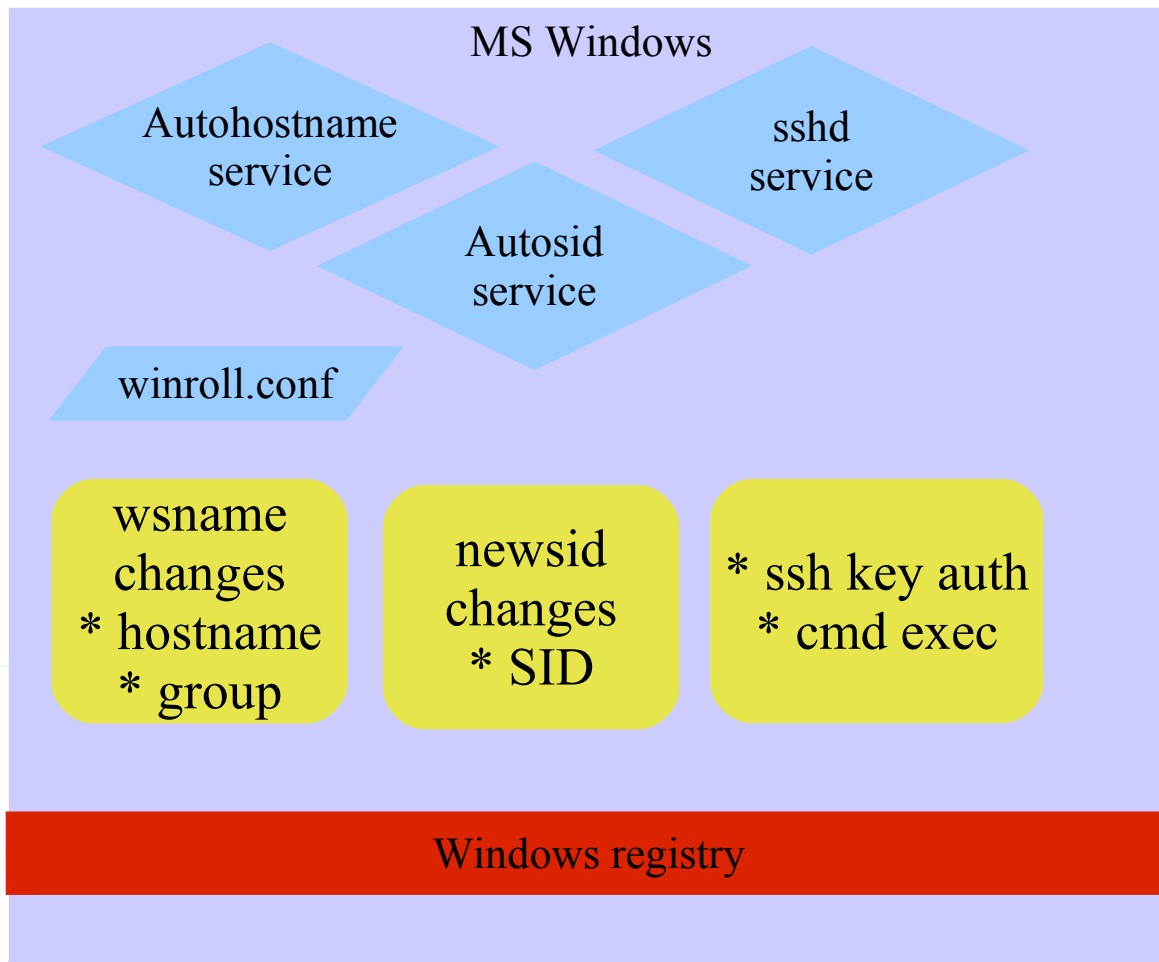 MS Windows
Autohostname
service
sshd
service
Autosid
service
winroll.conf
wsname
changes
* hostname
* group
newsid
changes
* SID
* ssh key auth
* cmd exec
Windows registry